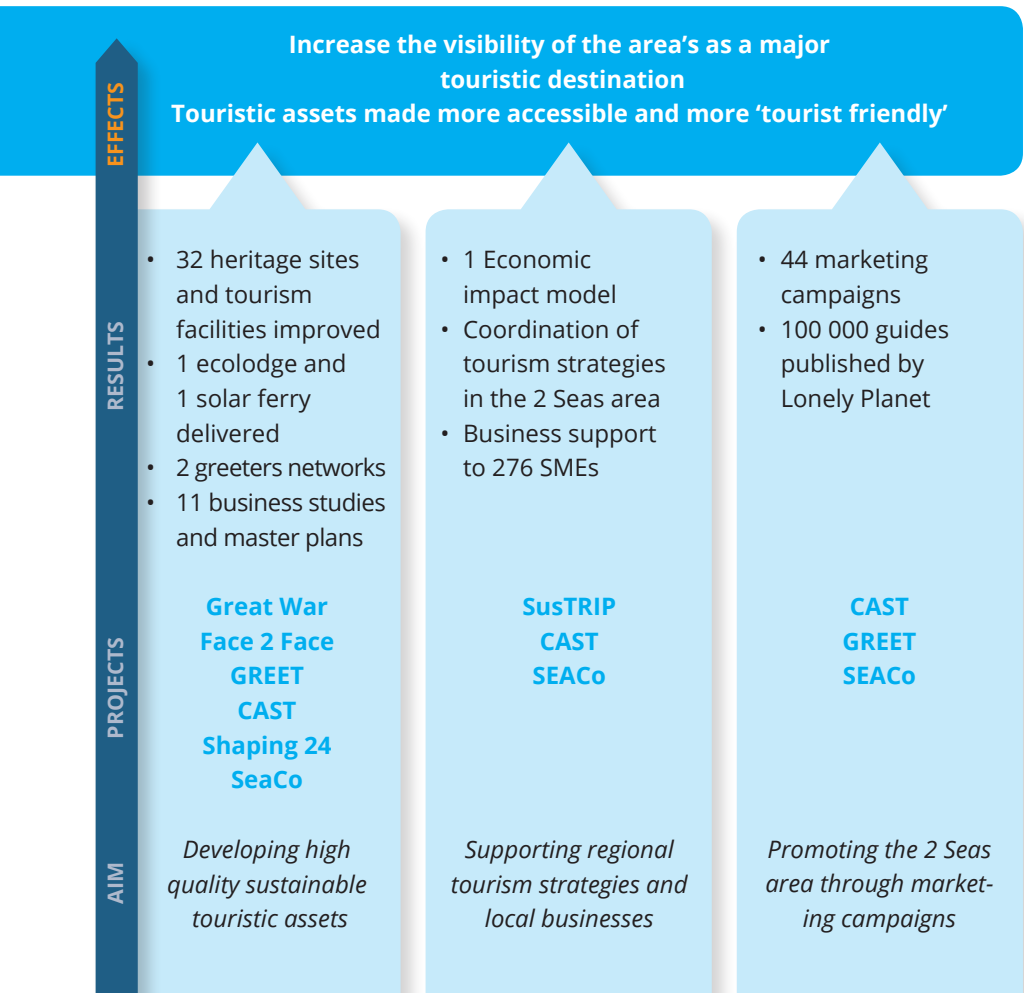 Increase the visibility of the area's as a major
touristic destination
Touristic assets made more accessible and more ‘tourist friendly’
EFFECTS
RESULTS
• 32 heritage sites
and tourism
facilities improved
• 1 ecolodge and
1 solar ferry
delivered
• 2 greeters networks
• 11 business studies
and master plans
• 1 Economic
impact model
• Coordination of
tourism strategies
in the 2 Seas area
• Business support
to 276 SMEs
• 44 marketing
campaigns
• 100 000 guides
published by
Lonely Planet
PROJECTS
Great War
Face 2 Face
GREET
CAST
Shaping 24
SeaCo
SusTRIP
CAST
SEACo
CAST
GREET
SEACo
AIM
Developing high
quality sustainable
touristic assets
Supporting regional
tourism strategies and
local businesses
Promoting the 2 Seas
area through market-
ing campaigns